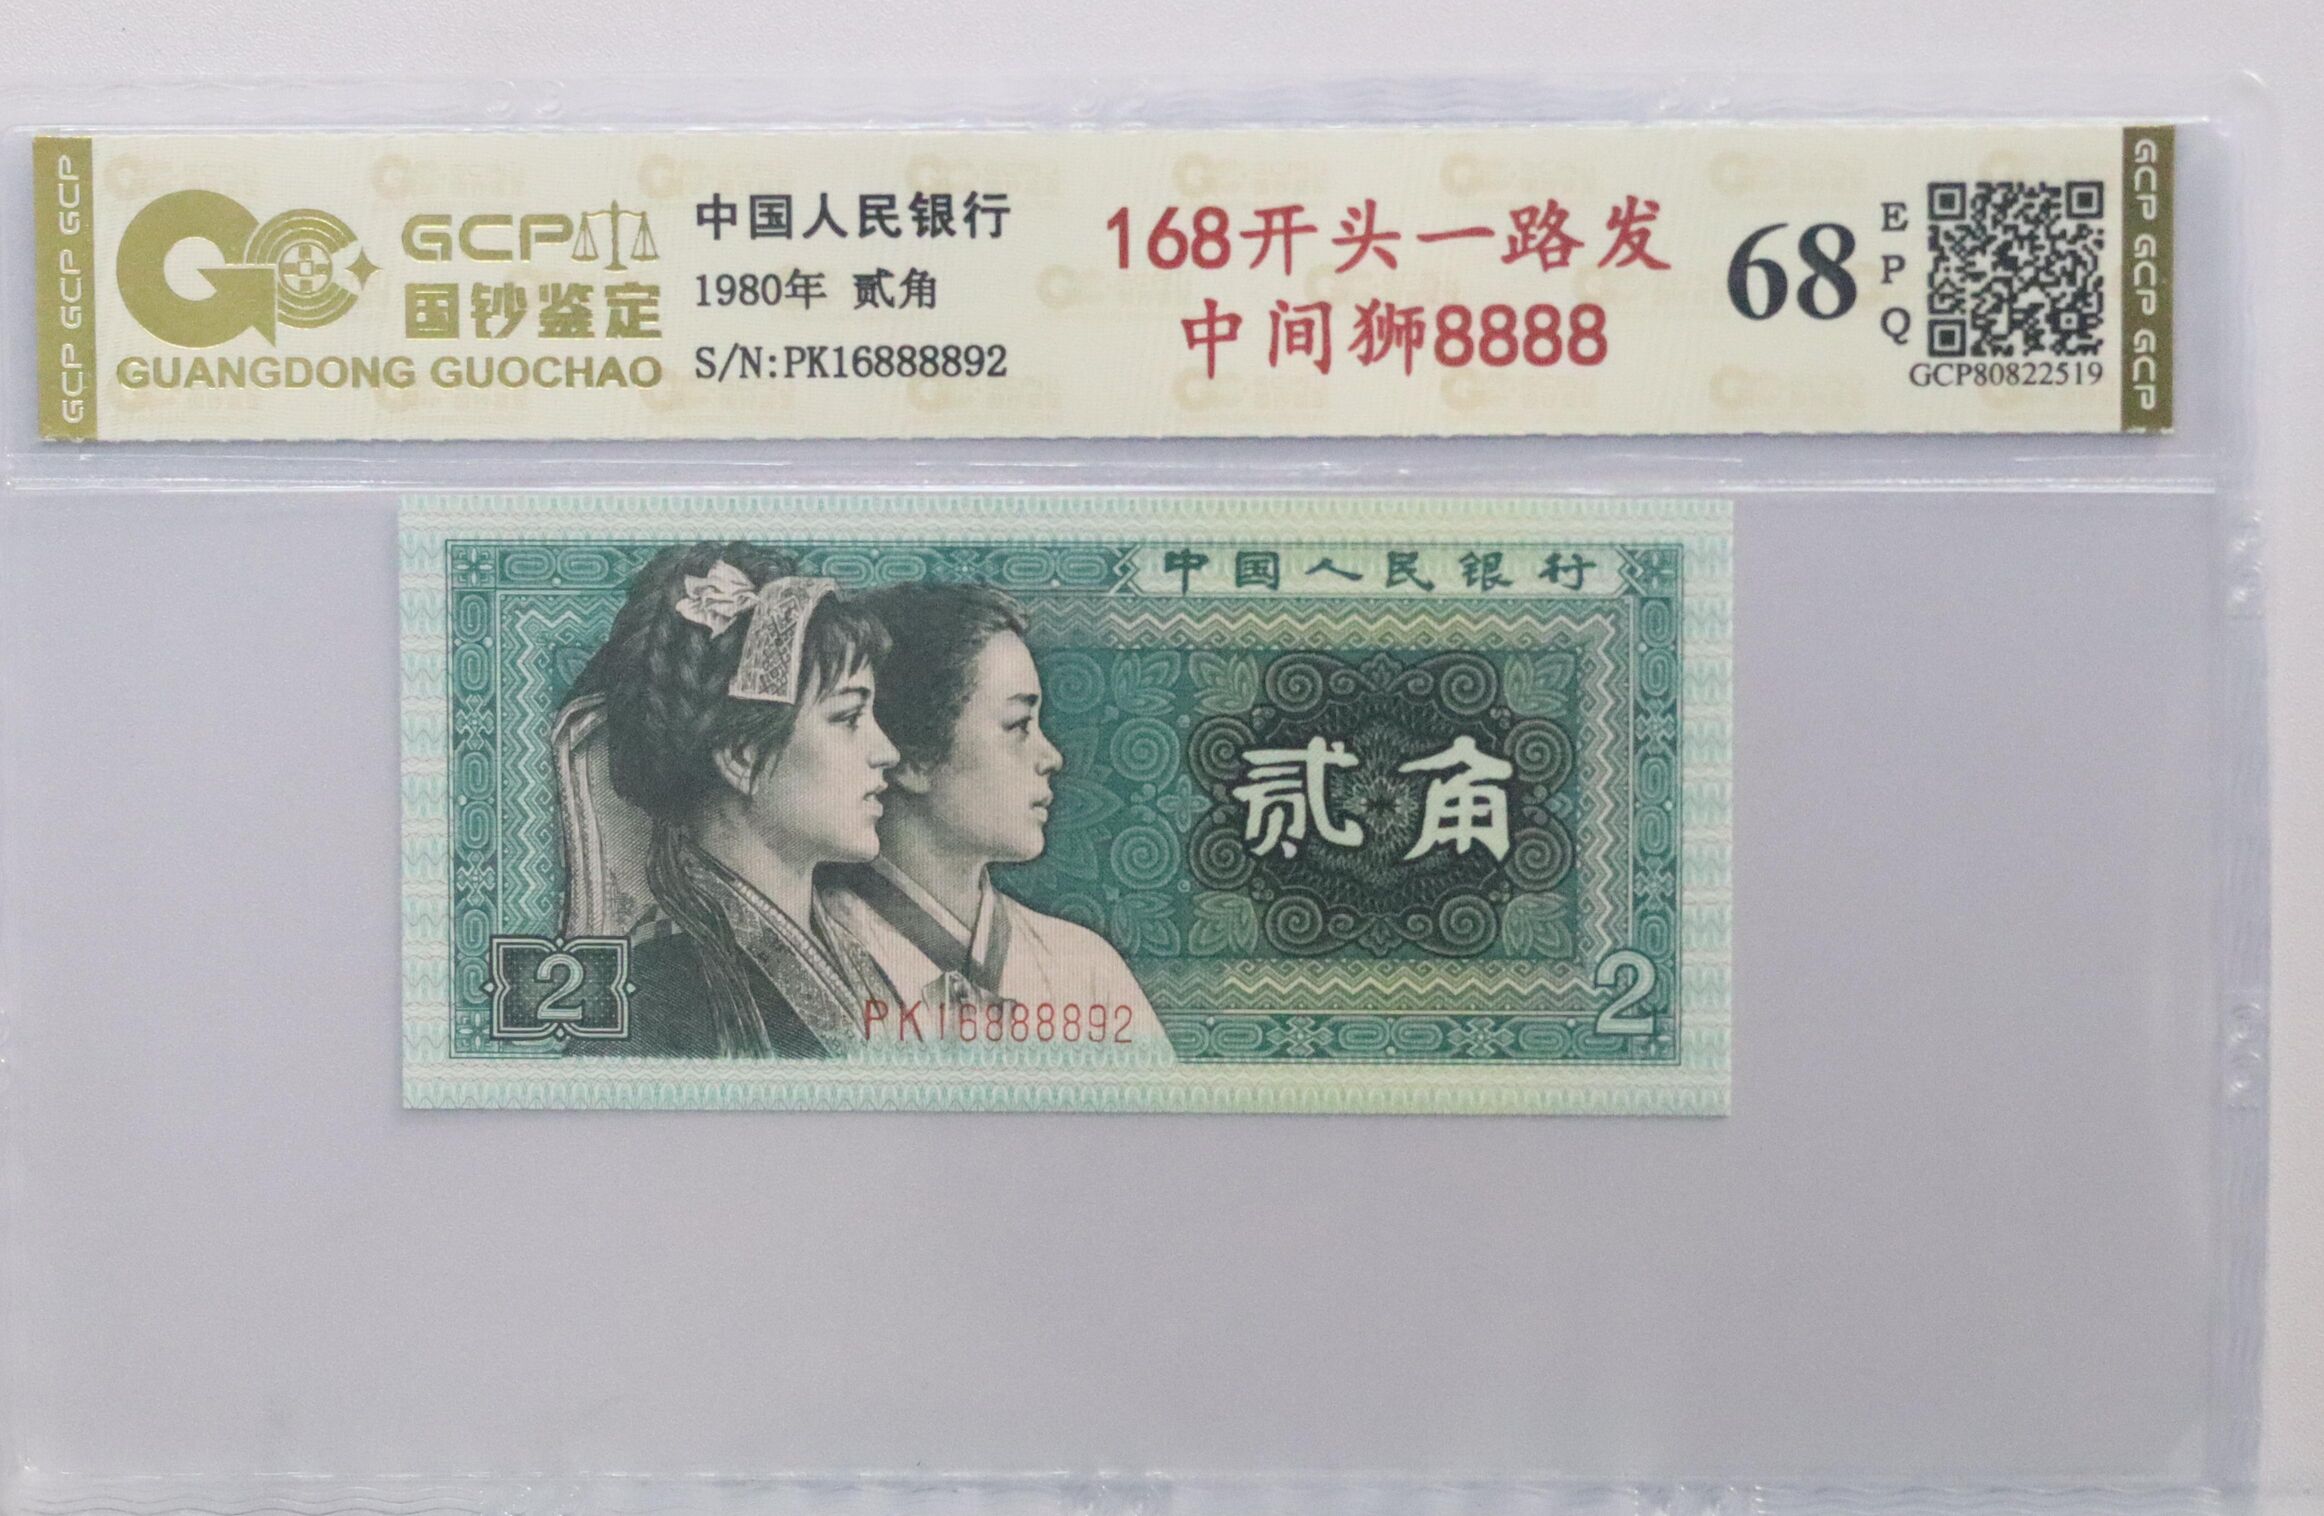 GCP GCP GCP
GCP
国钞鉴定
GUANGDONG GUOCHAO
中国人民银行
1980年 贰角
S/N:PK16888892
168开头一路发
中间狮8888
68
EPQ
GCP80822519
GCP GCP GCP
中国人民银行
贰角
2
PK16888892
2